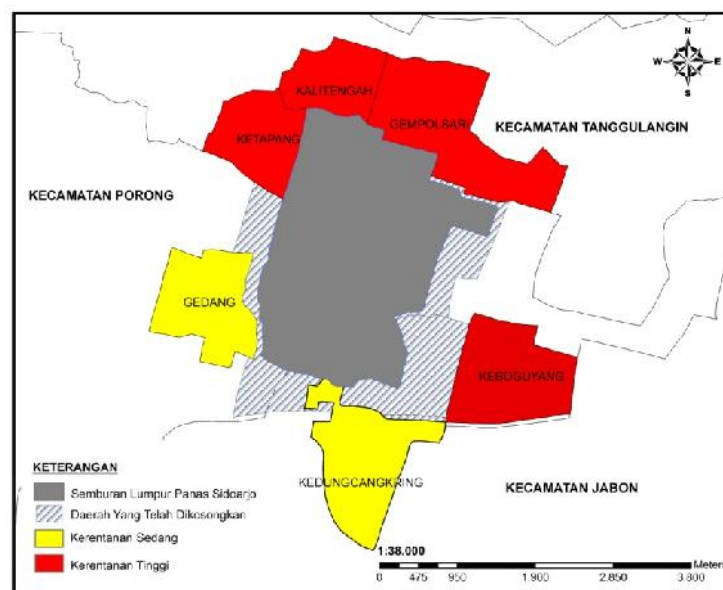 N
W E
S
KALITENGAH
GEMPOLSARI
KETAPANG
KECAMATAN TANGGULANGIN
KECAMATAN PORONG
GEDANG
KEBOGUYANG
KEDUNGCANGKRING
KECAMATAN JABON
KETERANGAN
Semburan Lumpur Panas Sidoarjo
Daerah Yang Telah Dikosongkan
Kerentanan Sedang
Kerentanan Tinggi
1:38.000
Meters
0 475 950 1.900 2.850 3.800